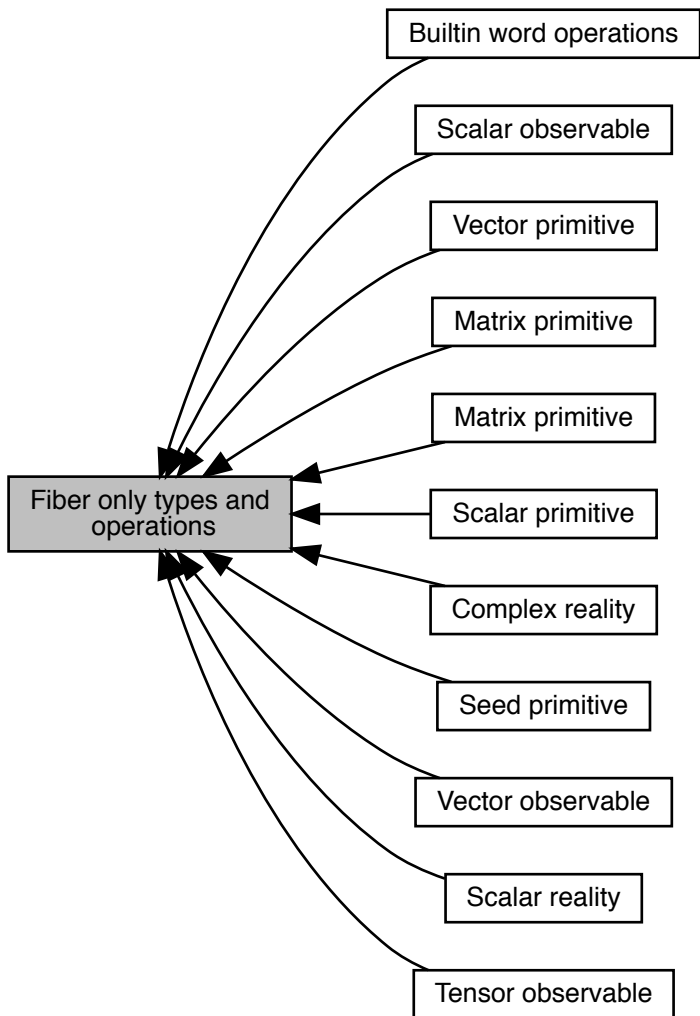 Builtin word operations
Scalar observable
Vector primitive
Matrix primitive
Matrix primitive
Fiber only types and
operations
Scalar primitive
Complex reality
Seed primitive
Vector observable
Scalar reality
Tensor observable